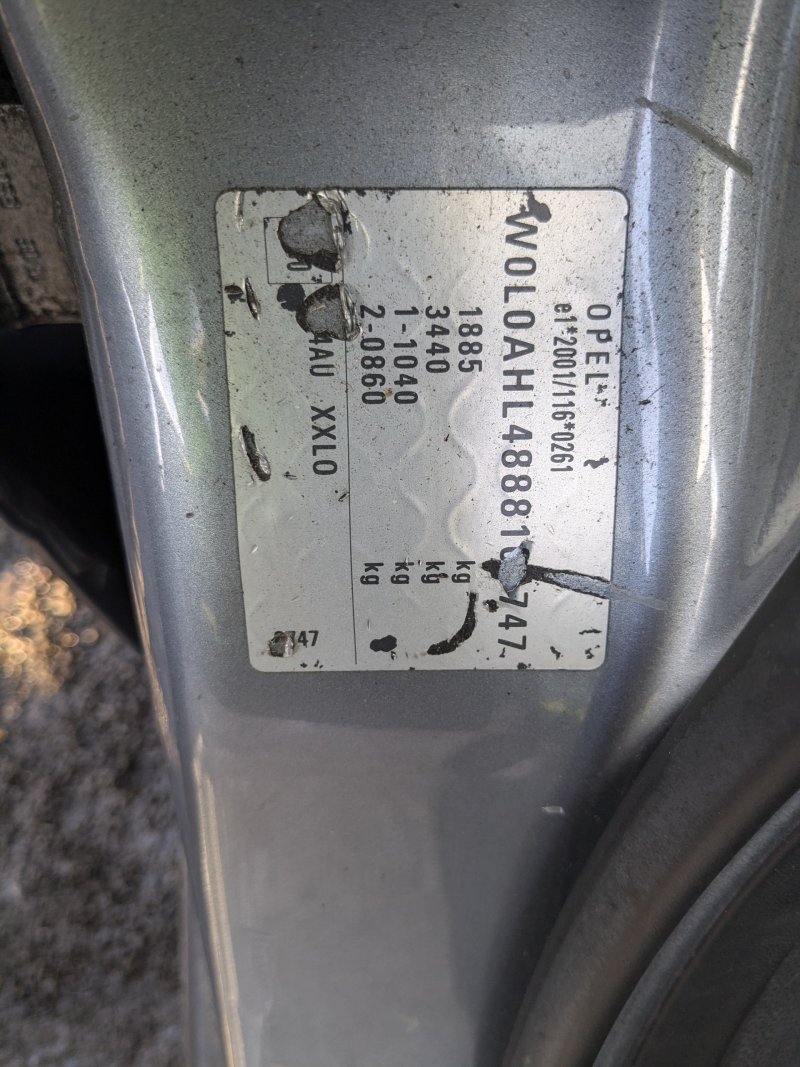 OPEL
e1*2001/116*0261
W0L0AHL48881 747
1885 kg
3440 kg
1-1040 kg
2-0860 kg
4AU XXL0